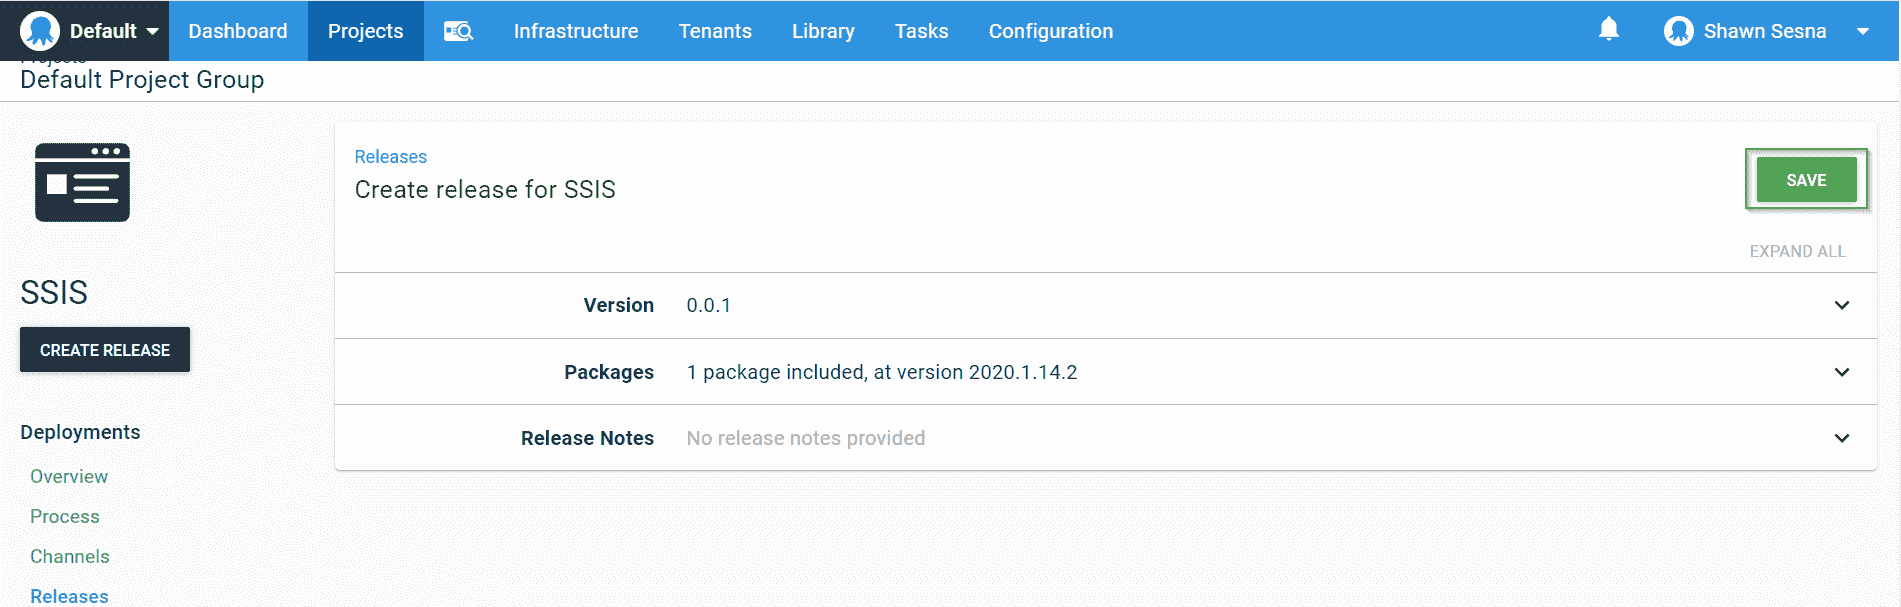 Default Dashboard Projects Infrastructure Tenants Library Tasks Configuration Shawn Sesna
Projects
Default Project Group
Releases
Create release for SSIS
SAVE
EXPAND ALL
SSIS
CREATE RELEASE
Version 0.0.1
Packages 1 package included, at version 2020.1.14.2
Release Notes No release notes provided
Deployments
Overview
Process
Channels
Releases